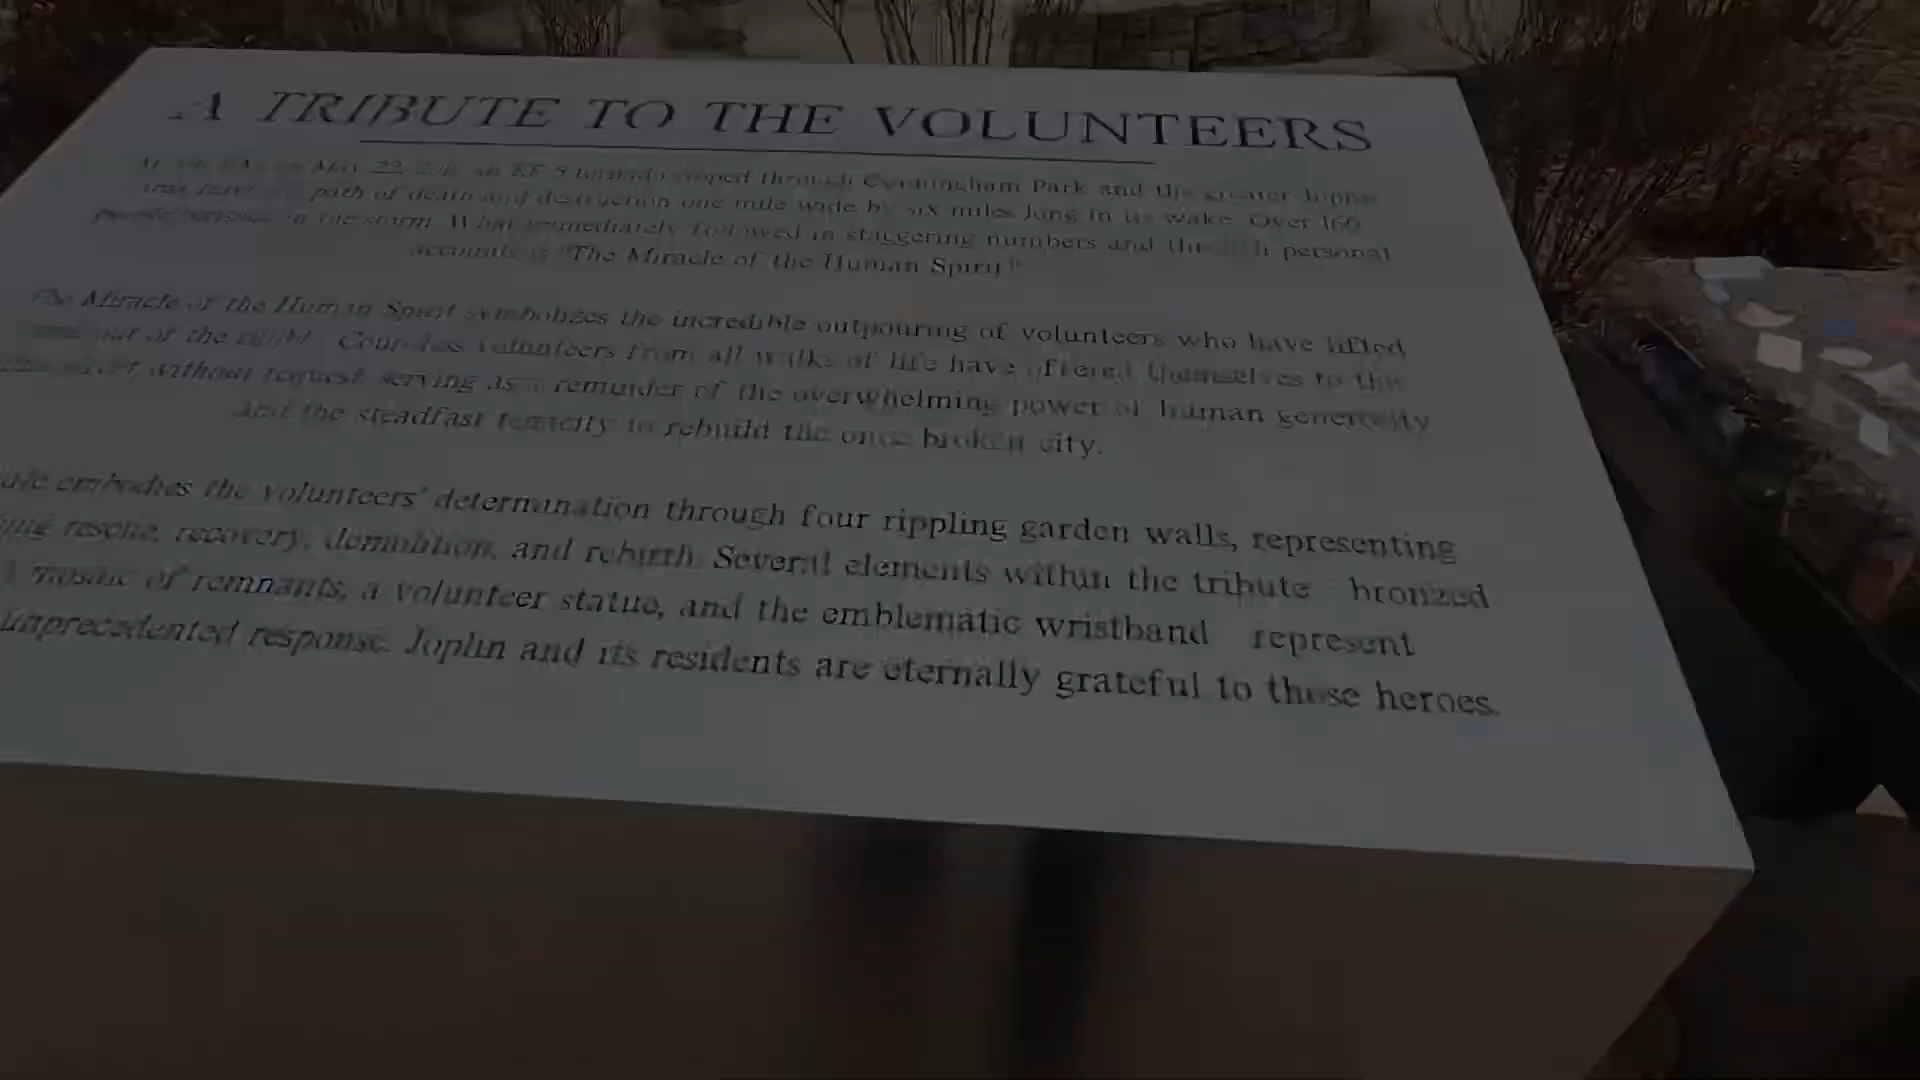 A TRIBUTE TO THE VOLUNTEERS
on May 22, an EF 5 tornado ripped through Cunningham Park and the greater Joplin
path of death and destruction one mile wide by six miles long in its wake. Over 160
in the storm. What immediately followed in staggering numbers and through personal
accounts is "The Miracle of the Human Spirit."
The Miracle of the Human Spirit symbolizes the incredible outpouring of volunteers who have lifted
out of the Countless volunteers from all walks of life have offered themselves to this
without request serving as a reminder of the overwhelming power of human generosity
and the steadfast tenacity to rebuild the once broken city.
embodies the volunteers' determination through four rippling garden walls, representing
rescue, recovery, demolition, and rebirth. Several elements within the tribute bronzed
mosaic of remnants, a volunteer statue, and the emblematic wristband represent
unprecedented response. Joplin and its residents are eternally grateful to those heroes.